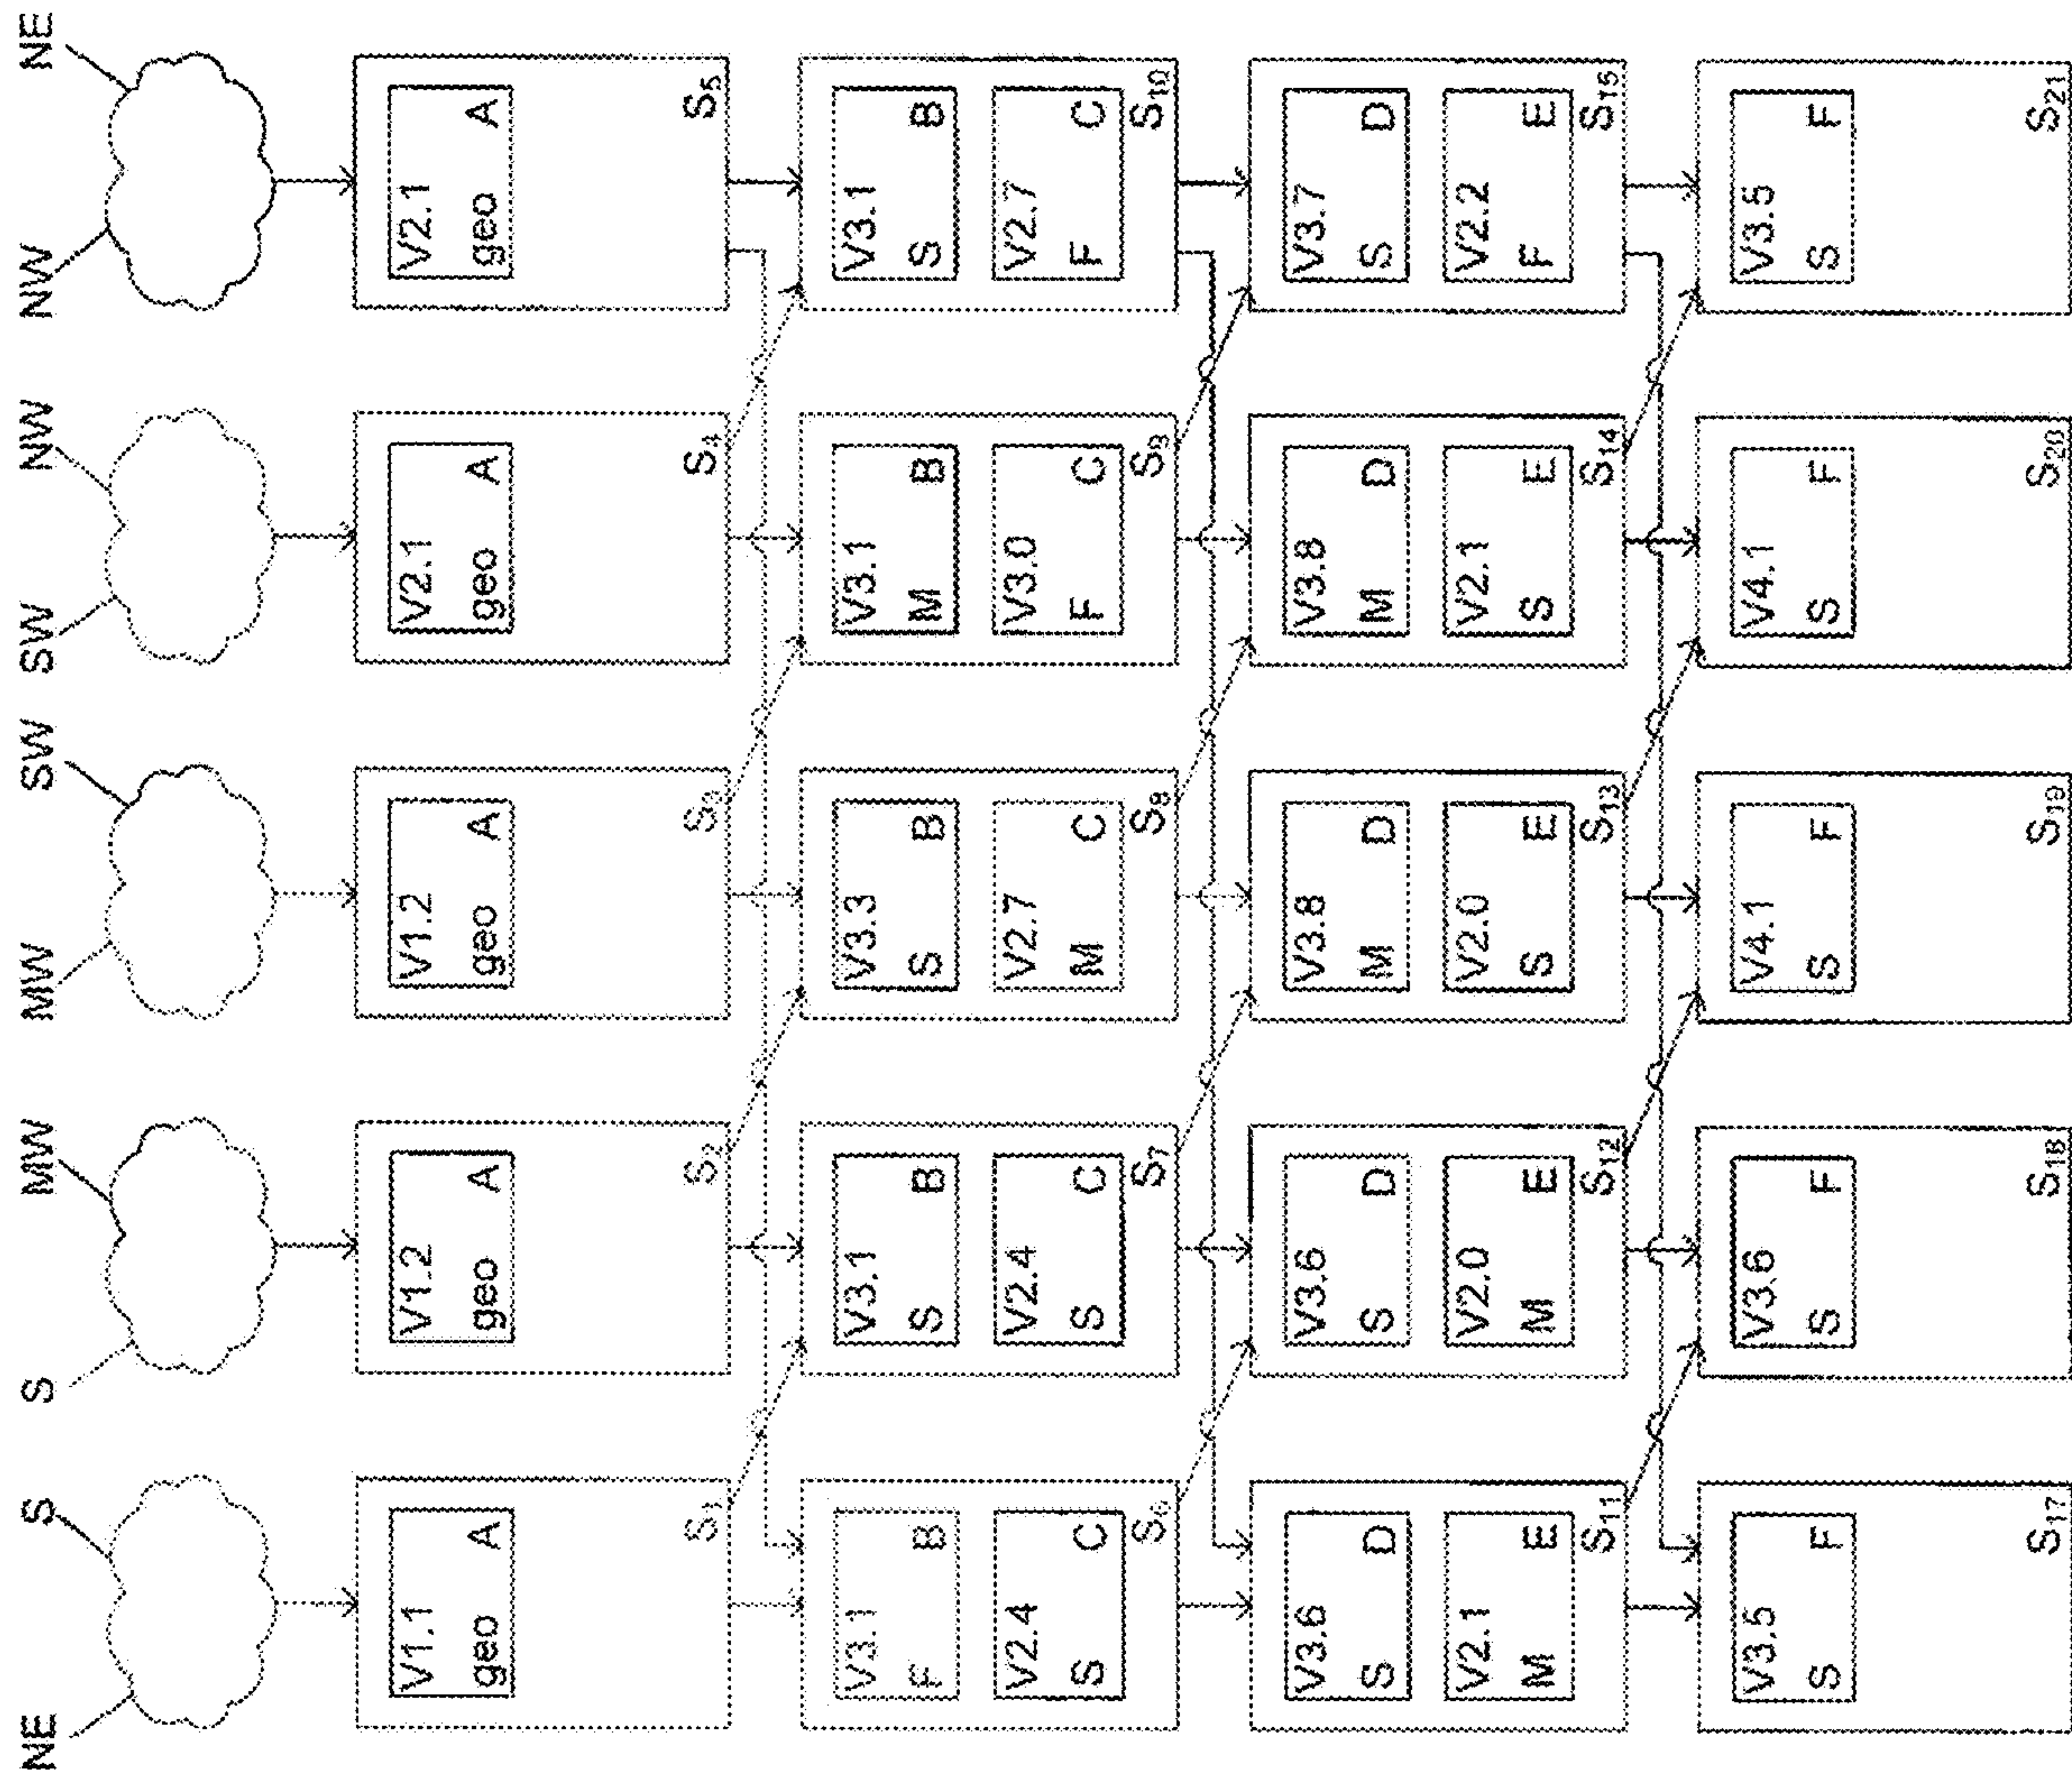 NE S S MW MW SW SW NW NW NE
V1.1
geo A
S₁
V1.2
geo A
S₂
V1.2
geo A
S₃
V2.1
geo A
S₄
V2.1
geo A
S₅
V3.1
F B
V2.4
S C
S₆
V3.1
S B
V2.4
S C
S₇
V3.3
S B
V2.7
M C
S₈
V3.1
M B
V3.0
F C
S₉
V3.1
S B
V2.7
F C
S₁₀
V3.6
S D
V2.1
M E
S₁₁
V3.6
S D
V2.0
M E
S₁₂
V3.8
M D
V2.0
S E
S₁₃
V3.8
M D
V2.1
S E
S₁₄
V3.7
S D
V2.2
F E
S₁₅
V3.5
S F
S₁₇
V3.6
S F
S₁₈
V4.1
S F
S₁₉
V4.1
S F
S₂₀
V3.5
S F
S₂₁